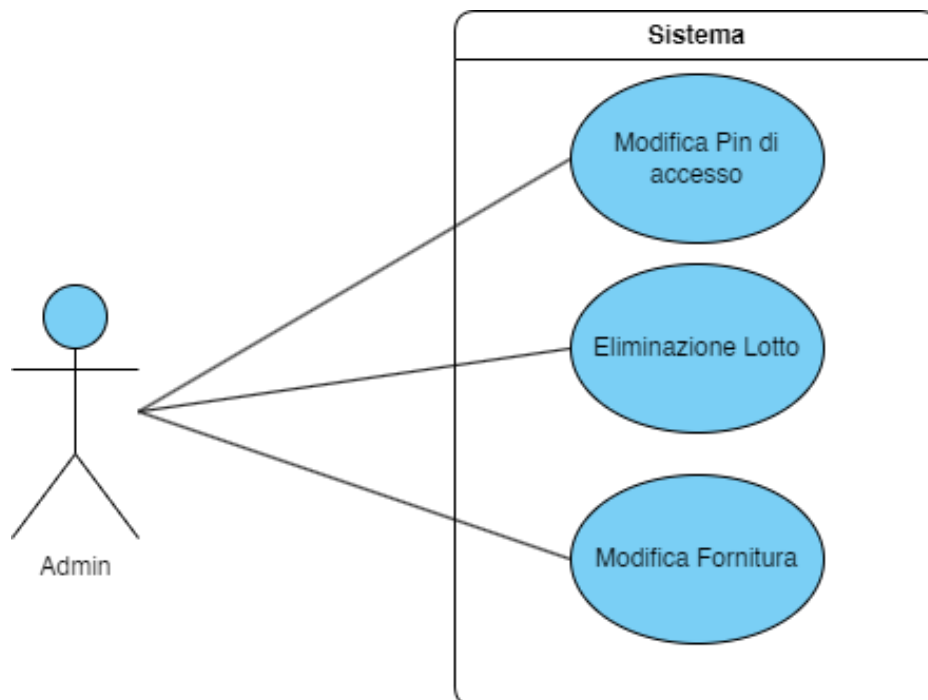 Sistema
Modifica Pin di
accesso
Eliminazione Lotto
Modifica Fornitura
Admin